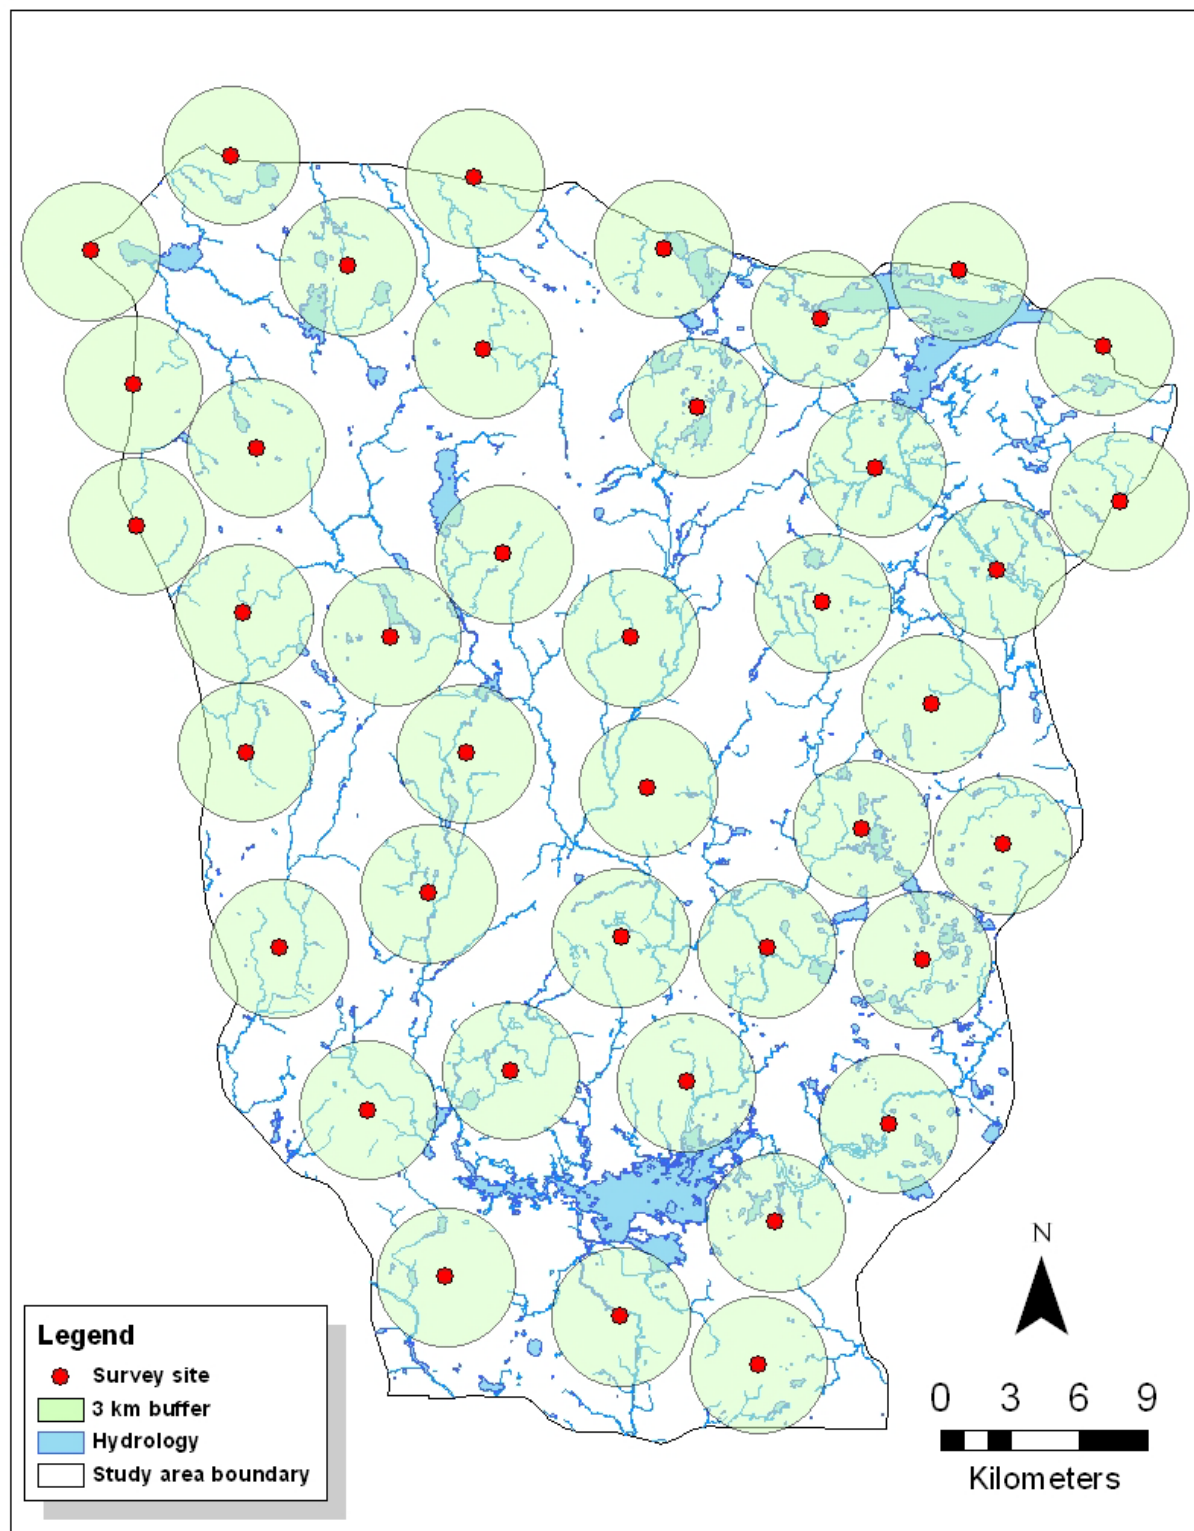 N
Legend
Survey site
3 km buffer
Hydrology
Study area boundary
0 3 6 9
Kilometers